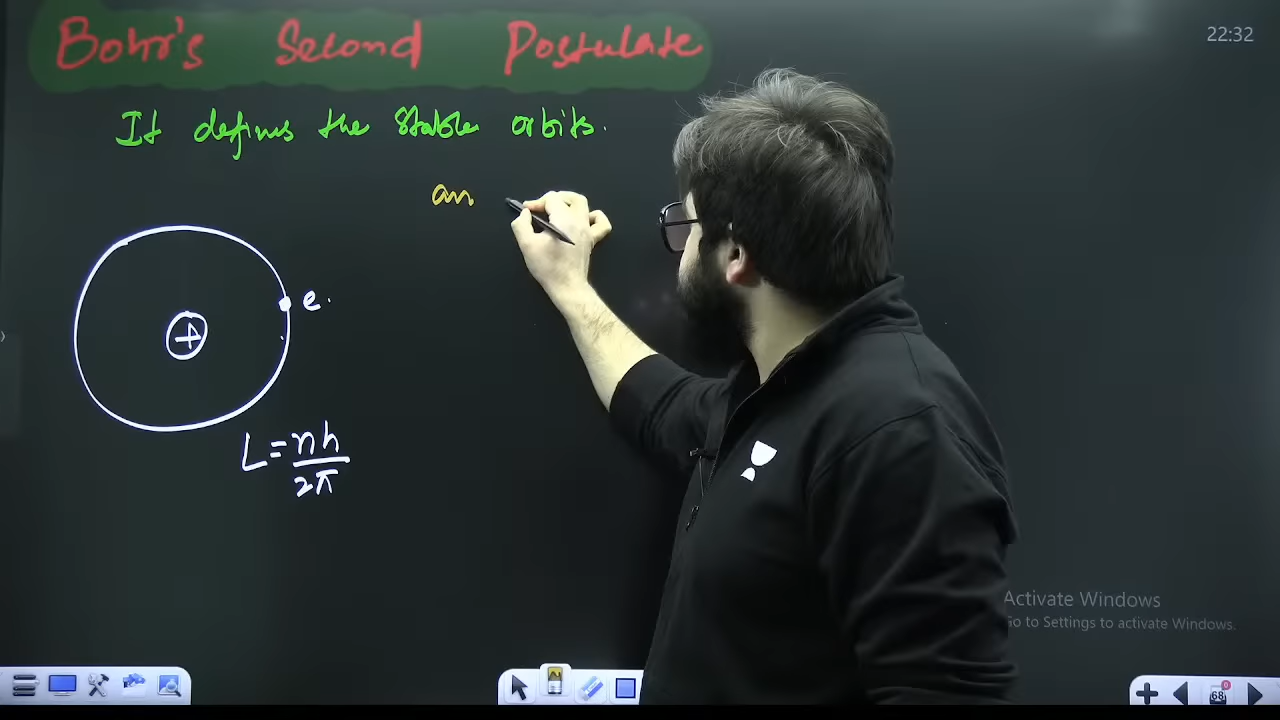 Bohr's Second Postulate
22:32
It defines the stable orbits.
an
+
e.
L = nh
2π
Activate Windows
Go to Settings to activate Windows.
68